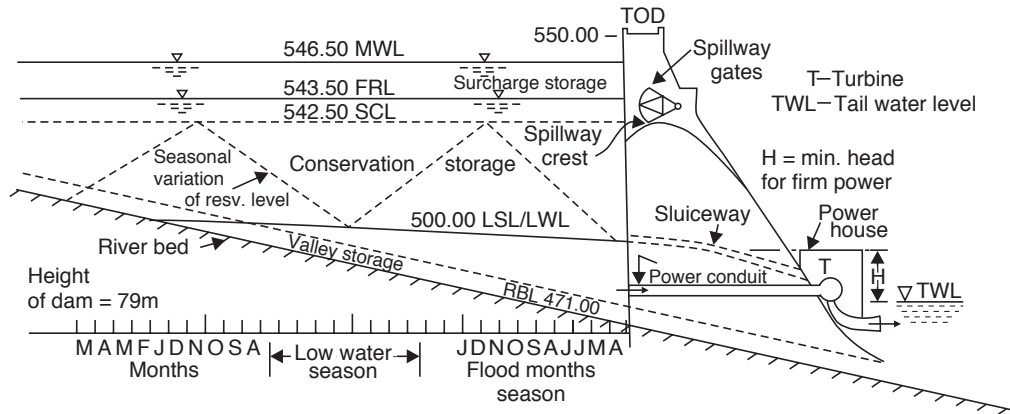 TOD
550.00
546.50 MWL
Spillway
gates
Surcharge storage
T–Turbine
TWL–Tail water level
543.50 FRL
542.50 SCL
Spillway
crest
Seasonal
variation
of resv. level
Conservation
storage
H = min. head
for firm power
500.00 LSL/LWL
Sluiceway
Power
house
River bed
Valley storage
Power conduit
T
H
TWL
Height
of dam = 79m
RBL 471.00
M A M F J D N O S A
Months
Low water
season
J D N O S A J J M A
Flood months
season